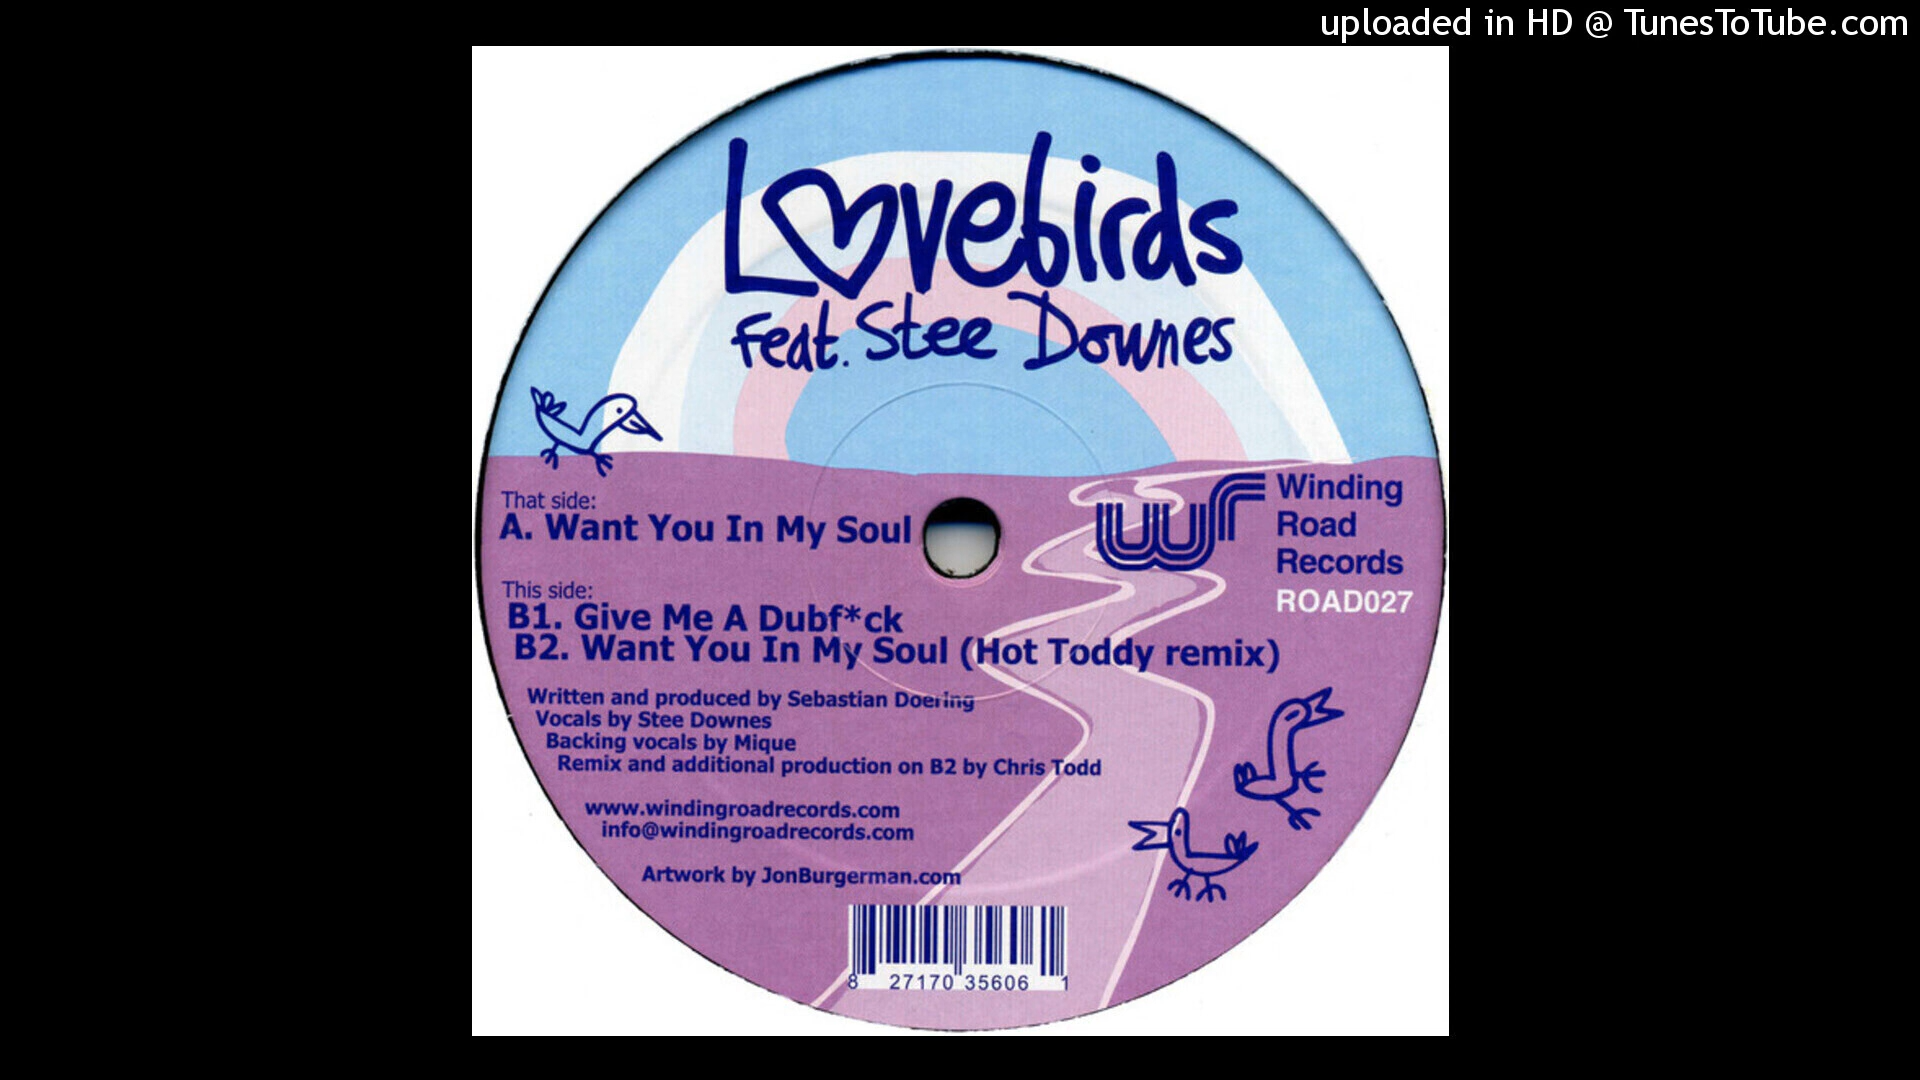 uploaded in HD @ TunesToTube.com
Lovebirds
Feat. Stee Downes
That side:
A. Want You In My Soul
Winding
Road
Records
ROAD027
This side:
B1. Give Me A Dubf*ck
B2. Want You In My Soul (Hot Toddy remix)
Written and produced by Sebastian Doering
Vocals by Stee Downes
Backing vocals by Mique
Remix and additional production on B2 by Chris Todd
www.windingroadrecords.com
info@windingroadrecords.com
Artwork by JonBurgerman.com
8 27170 35606 1